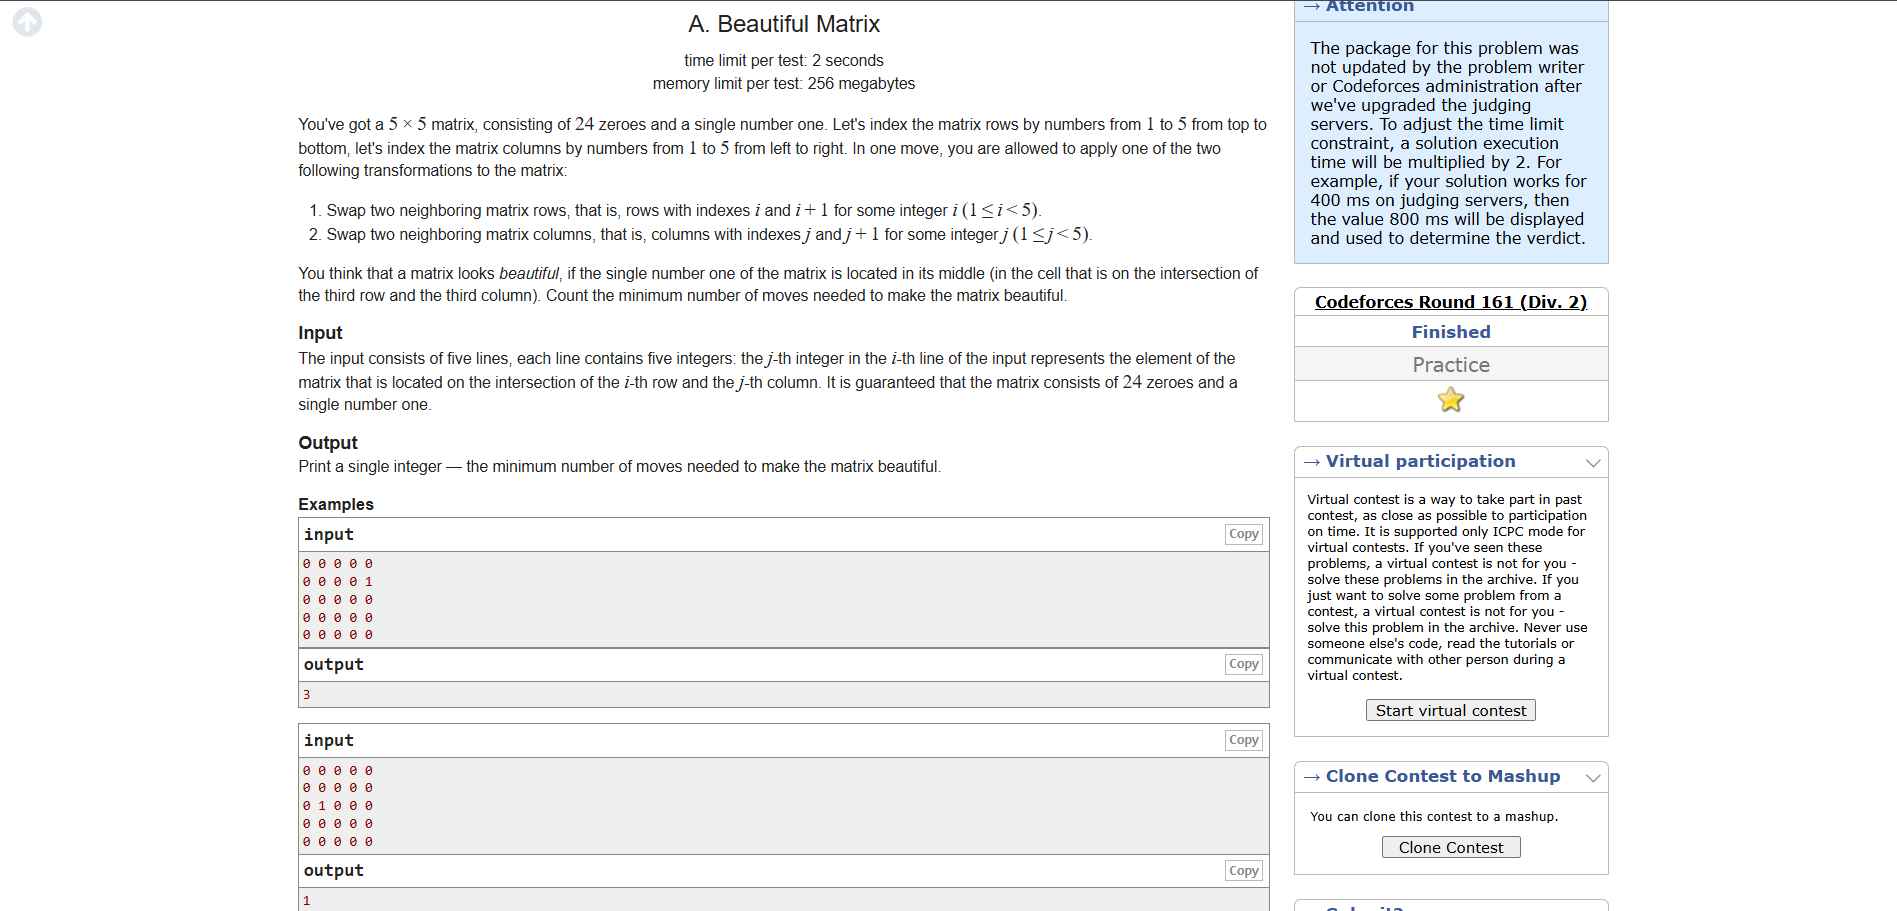 A. Beautiful Matrix
time limit per test: 2 seconds
memory limit per test: 256 megabytes
You've got a 5 × 5 matrix, consisting of 24 zeroes and a single number one. Let's index the matrix rows by numbers from 1 to 5 from top to
bottom, let's index the matrix columns by numbers from 1 to 5 from left to right. In one move, you are allowed to apply one of the two
following transformations to the matrix:
1. Swap two neighboring matrix rows, that is, rows with indexes i and i + 1 for some integer i (1 ≤ i < 5).
2. Swap two neighboring matrix columns, that is, columns with indexes j and j + 1 for some integer j (1 ≤ j < 5).
You think that a matrix looks beautiful, if the single number one of the matrix is located in its middle (in the cell that is on the intersection of
the third row and the third column). Count the minimum number of moves needed to make the matrix beautiful.
Input
The input consists of five lines, each line contains five integers: the j-th integer in the i-th line of the input represents the element of the
matrix that is located on the intersection of the i-th row and the j-th column. It is guaranteed that the matrix consists of 24 zeroes and a
single number one.
Output
Print a single integer — the minimum number of moves needed to make the matrix beautiful.
Examples
input Copy
0 0 0 0 0
0 0 0 0 1
0 0 0 0 0
0 0 0 0 0
0 0 0 0 0
output Copy
3
input Copy
0 0 0 0 0
0 0 0 0 0
0 1 0 0 0
0 0 0 0 0
0 0 0 0 0
output Copy
1
→ Attention
The package for this problem was
not updated by the problem writer
or Codeforces administration after
we've upgraded the judging
servers. To adjust the time limit
constraint, a solution execution
time will be multiplied by 2. For
example, if your solution works for
400 ms on judging servers, then
the value 800 ms will be displayed
and used to determine the verdict.
Codeforces Round 161 (Div. 2)
Finished
Practice
→ Virtual participation
Virtual contest is a way to take part in past
contest, as close as possible to participation
on time. It is supported only ICPC mode for
virtual contests. If you've seen these
problems, a virtual contest is not for you -
solve these problems in the archive. If you
just want to solve some problem from a
contest, a virtual contest is not for you -
solve this problem in the archive. Never use
someone else's code, read the tutorials or
communicate with other person during a
virtual contest.
Start virtual contest
→ Clone Contest to Mashup
You can clone this contest to a mashup.
Clone Contest